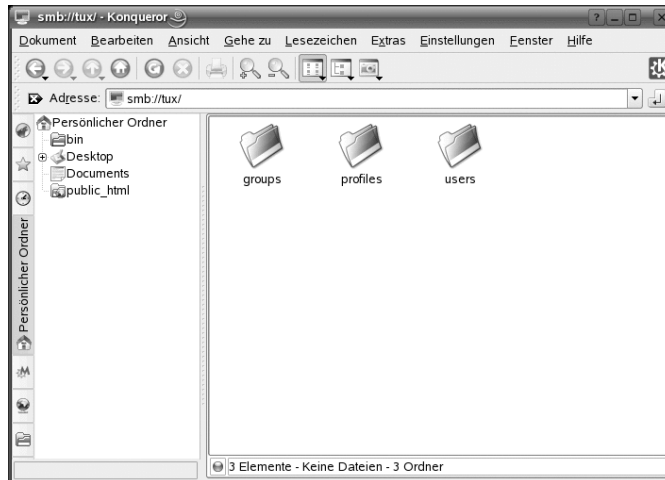 smb://tux/ - Konqueror
Dokument Bearbeiten Ansicht Gehe zu Lesezeichen Extras Einstellungen Fenster Hilfe
Adresse: smb://tux/
Persönlicher Ordner
bin
Desktop
Documents
public_html
groups profiles users
Persönlicher Ordner
3 Elemente - Keine Dateien - 3 Ordner